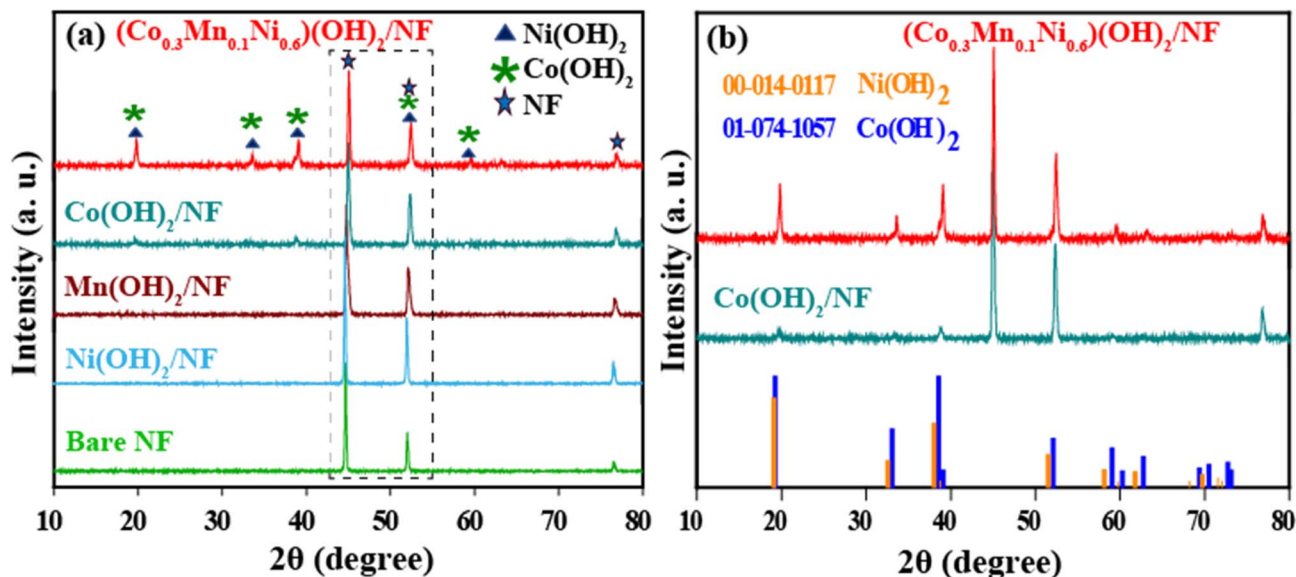 (a)
(Co₀.₃Mn₀.₁Ni₀.₆)(OH)₂/NF
Ni(OH)₂
Co(OH)₂
NF
Co(OH)₂/NF
Mn(OH)₂/NF
Ni(OH)₂/NF
Bare NF
Intensity (a. u.)
10 20 30 40 50 60 70 80
2θ (degree)
(b)
(Co₀.₃Mn₀.₁Ni₀.₆)(OH)₂/NF
00-014-0117 Ni(OH)₂
01-074-1057 Co(OH)₂
Co(OH)₂/NF
Intensity (a. u.)
10 20 30 40 50 60 70 80
2θ (degree)